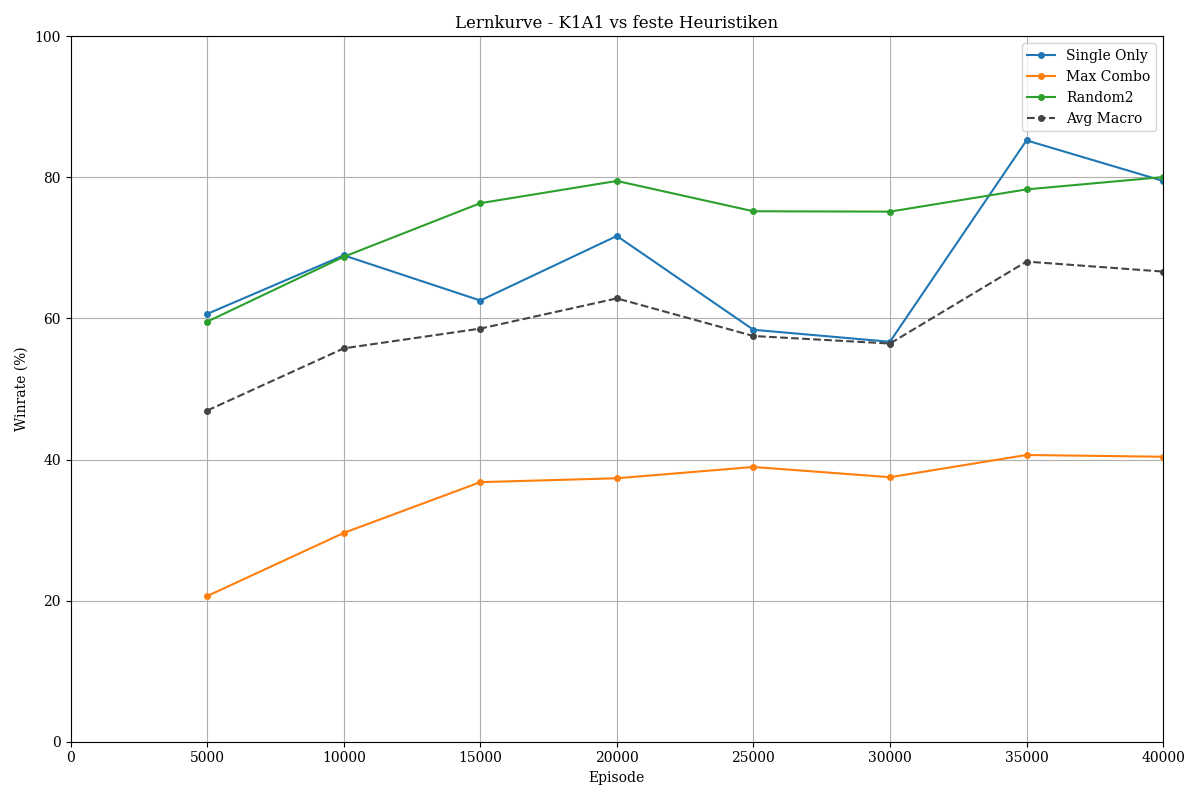 Lernkurve - K1A1 vs feste Heuristiken
100
80
60
40
20
0
Winrate (%)
Single Only
Max Combo
Random2
Avg Macro
0 5000 10000 15000 20000 25000 30000 35000 40000
Episode